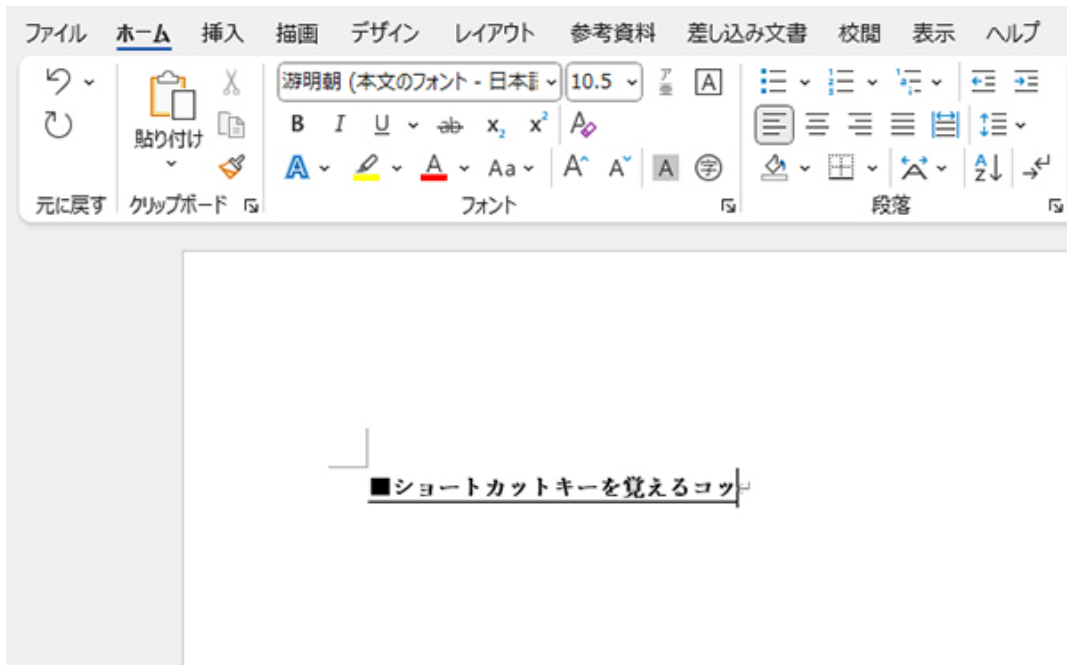 ファイル ホーム 挿入 描画 デザイン レイアウト 参考資料 差し込み文書 校閲 表示 ヘルプ
游明朝 (本文のフォント - 日本語 10.5 ア亜 A
貼り付け
B I U ab x₂ x² A
A A Aa A A A 字 A Z
元に戻す クリップボード フォント 段落
■ショートカットキーを覚えるコツ